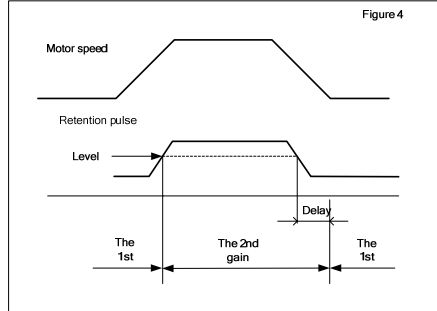 Figure 4
Motor speed
Retention pulse
Level
Delay
The 1st
The 2nd gain
The 1st